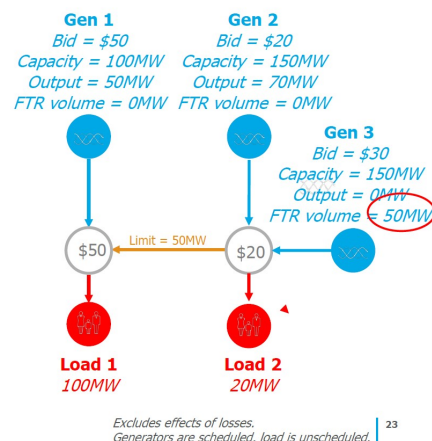 Gen 1
Bid = $50
Capacity = 100MW
Output = 50MW
FTR volume = 0MW
Gen 2
Bid = $20
Capacity = 150MW
Output = 70MW
FTR volume = 0MW
Gen 3
Bid = $30
Capacity = 150MW
Output = 0MW
FTR volume = 50MW
$50
Limit = 50MW
$20
Load 1
100MW
Load 2
20MW
Excludes effects of losses.
Generators are scheduled, load is unscheduled.
23